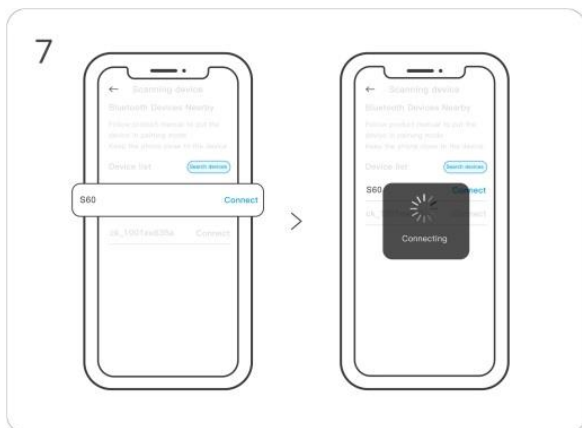 7
← Scanning device
Bluetooth Devices Nearby
Follow product manual to put the
device in pairing mode
Keep the phone close to the device
Device list
Search devices
S60
Connect
Connect
>
← Scanning device
Bluetooth Devices Nearby
Follow product manual to put the
device in pairing mode
Keep the phone close to the device
Device list
Search devices
S60
Connect
Connecting